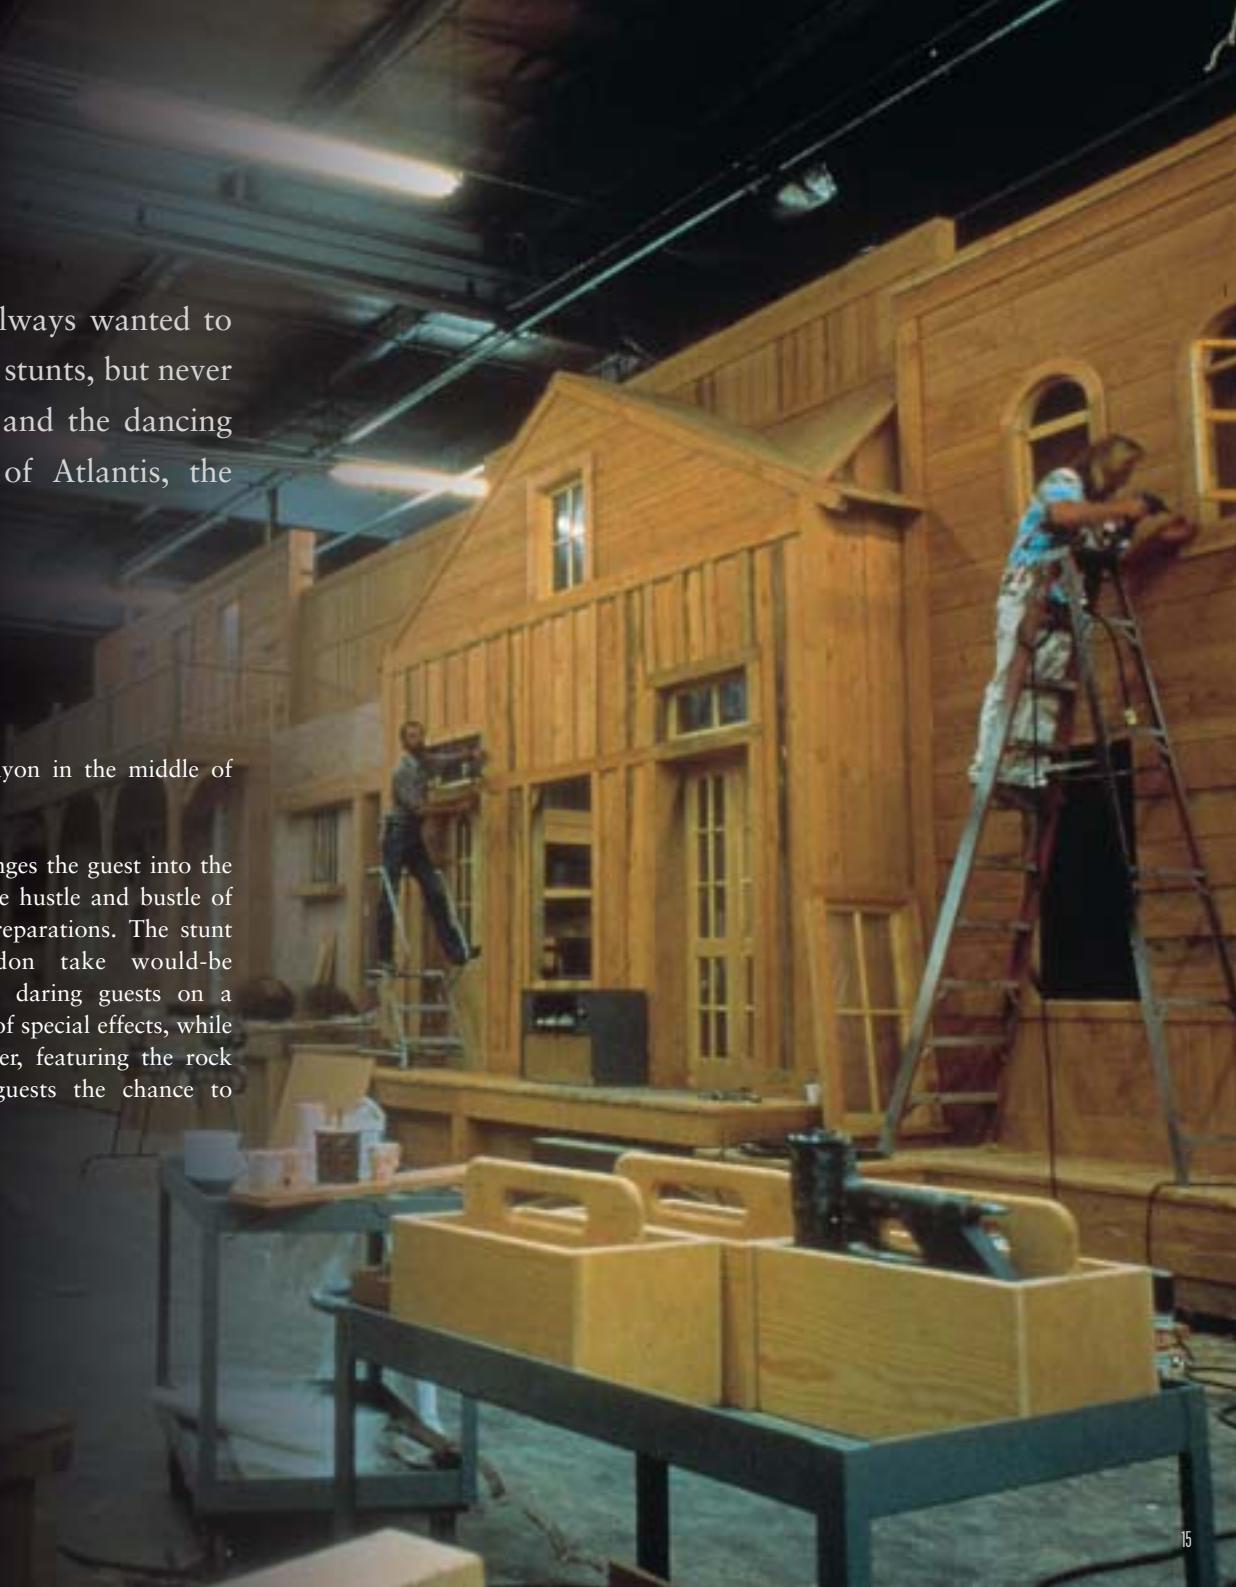 lways wanted to
stunts, but never
and the dancing
of Atlantis, the
yon in the middle of
nges the guest into the
e hustle and bustle of
reparations. The stunt
don take would-be
daring guests on a
of special effects, while
er, featuring the rock
guests the chance to
15